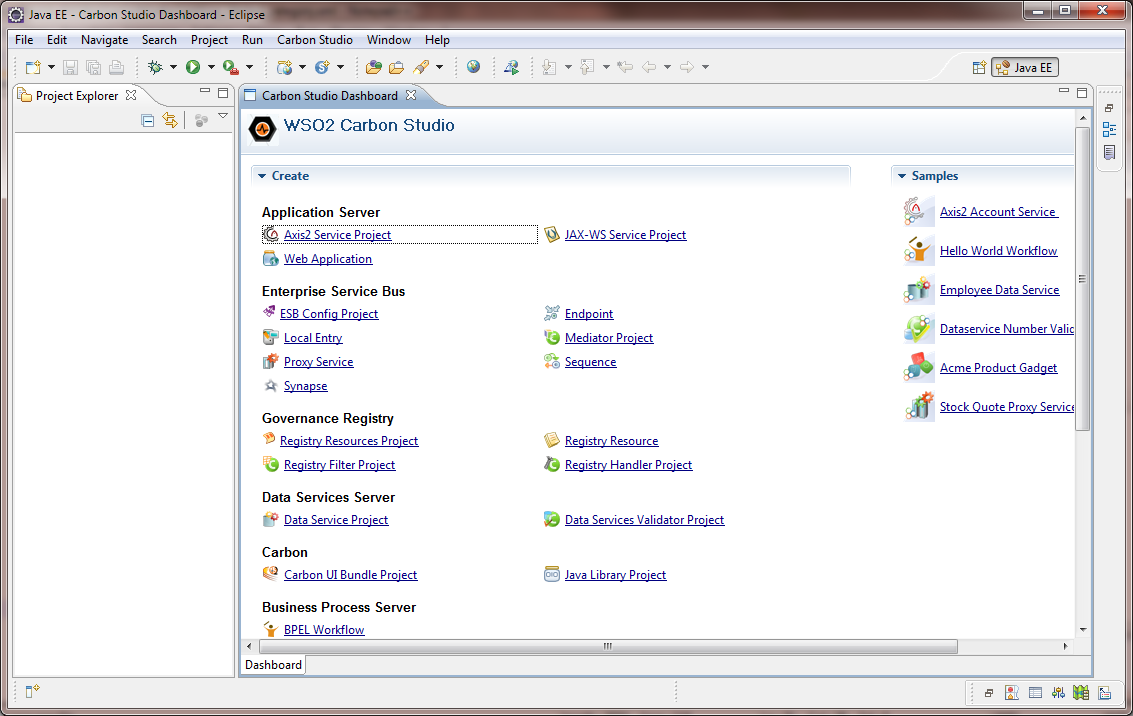 Java EE - Carbon Studio Dashboard - Eclipse
File Edit Navigate Search Project Run Carbon Studio Window Help
Java EE
Project Explorer
Carbon Studio Dashboard
WSO2 Carbon Studio
Create
Samples
Application Server
Axis2 Service Project
JAX-WS Service Project
Web Application
Enterprise Service Bus
ESB Config Project
Endpoint
Local Entry
Mediator Project
Proxy Service
Sequence
Synapse
Governance Registry
Registry Resources Project
Registry Resource
Registry Filter Project
Registry Handler Project
Data Services Server
Data Service Project
Data Services Validator Project
Carbon
Carbon UI Bundle Project
Java Library Project
Business Process Server
BPEL Workflow
Axis2 Account Service
Hello World Workflow
Employee Data Service
Dataservice Number Valid
Acme Product Gadget
Stock Quote Proxy Service
Dashboard